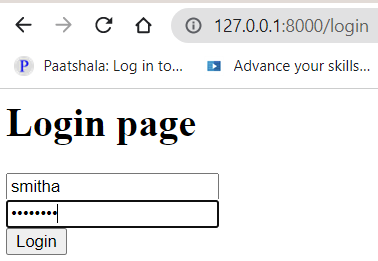 127.0.0.1:8000/login
P Paatshala: Log in to... Advance your skills...
Login page
smitha
••••••••
Login